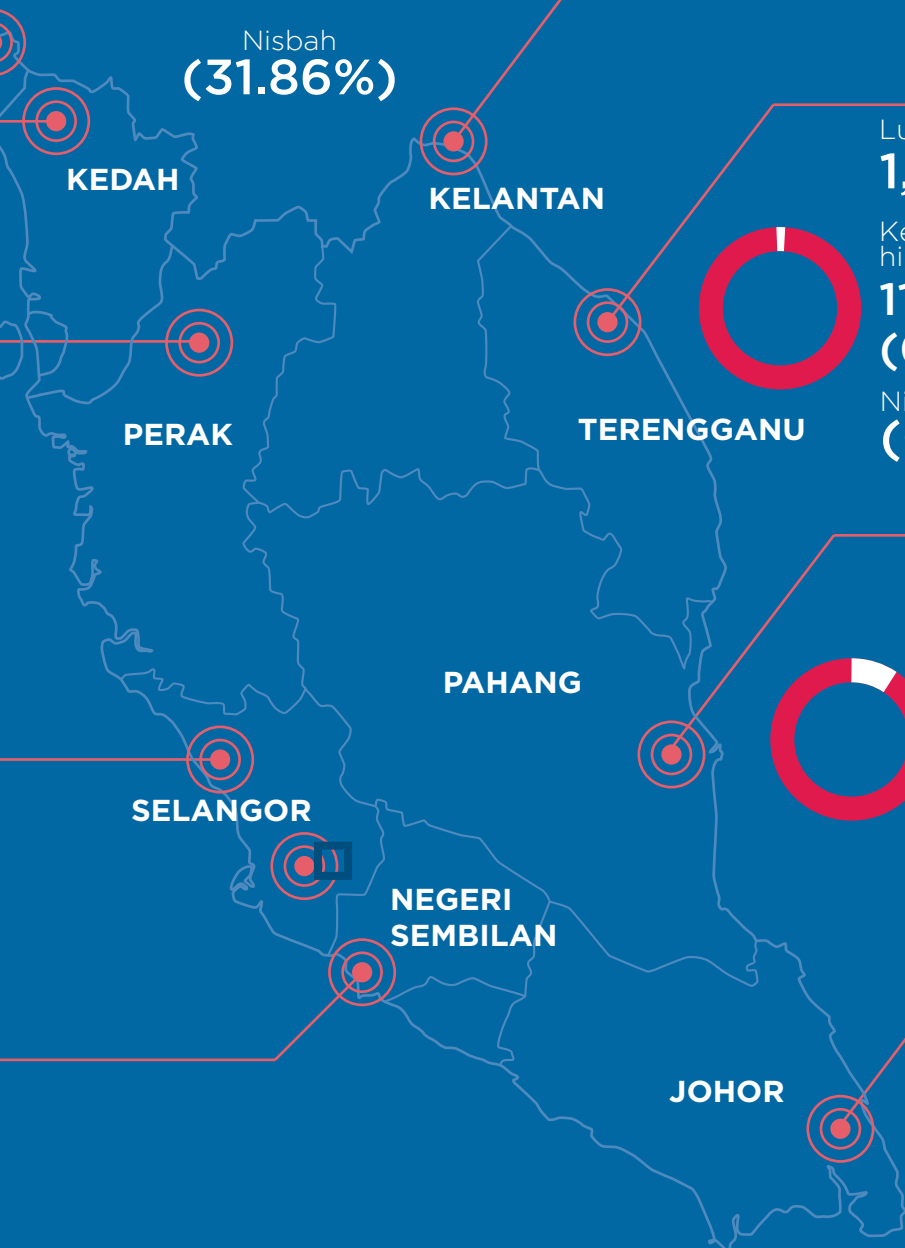 Nisbah
(31.86%)
KEDAH
KELANTAN
PERAK
TERENGGANU
PAHANG
SELANGOR
NEGERI
SEMBILAN
JOHOR